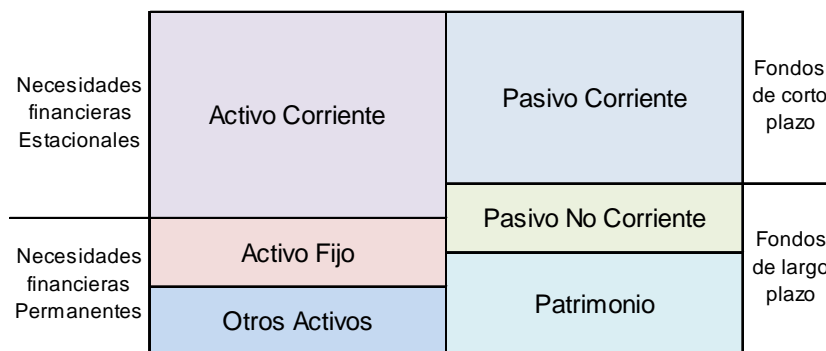 Necesidades
financieras
Estacionales
Activo Corriente
Pasivo Corriente
Fondos
de corto
plazo
Necesidades
financieras
Permanentes
Activo Fijo
Otros Activos
Pasivo No Corriente
Patrimonio
Fondos
de largo
plazo